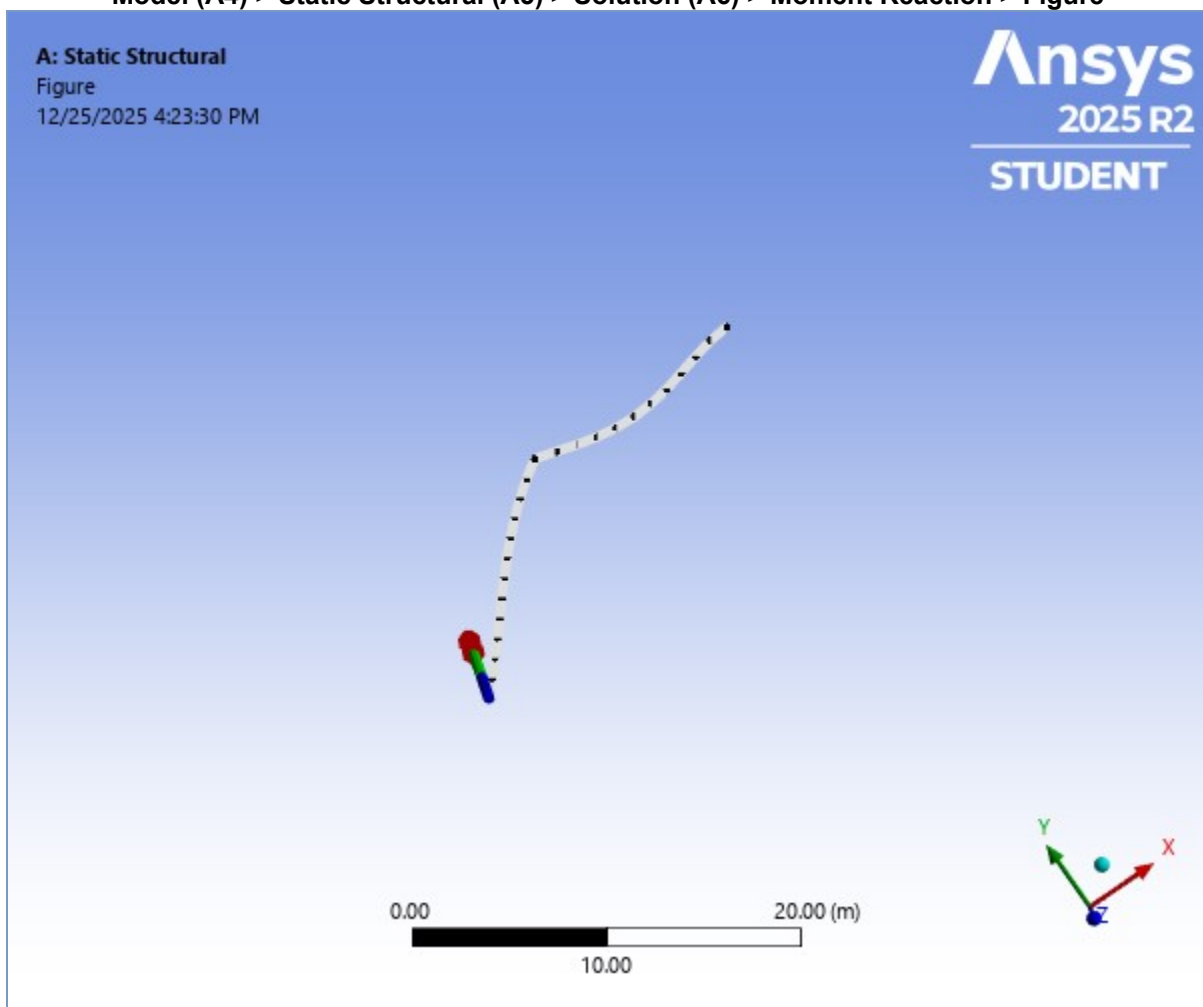 Model (A4) > Static Structural (A5) > Solution (A6) > Moment Reaction > Figure
A: Static Structural
Figure
12/25/2025 4:23:30 PM
Ansys
2025 R2
STUDENT
Y
X
Z
0.00
20.00 (m)
10.00